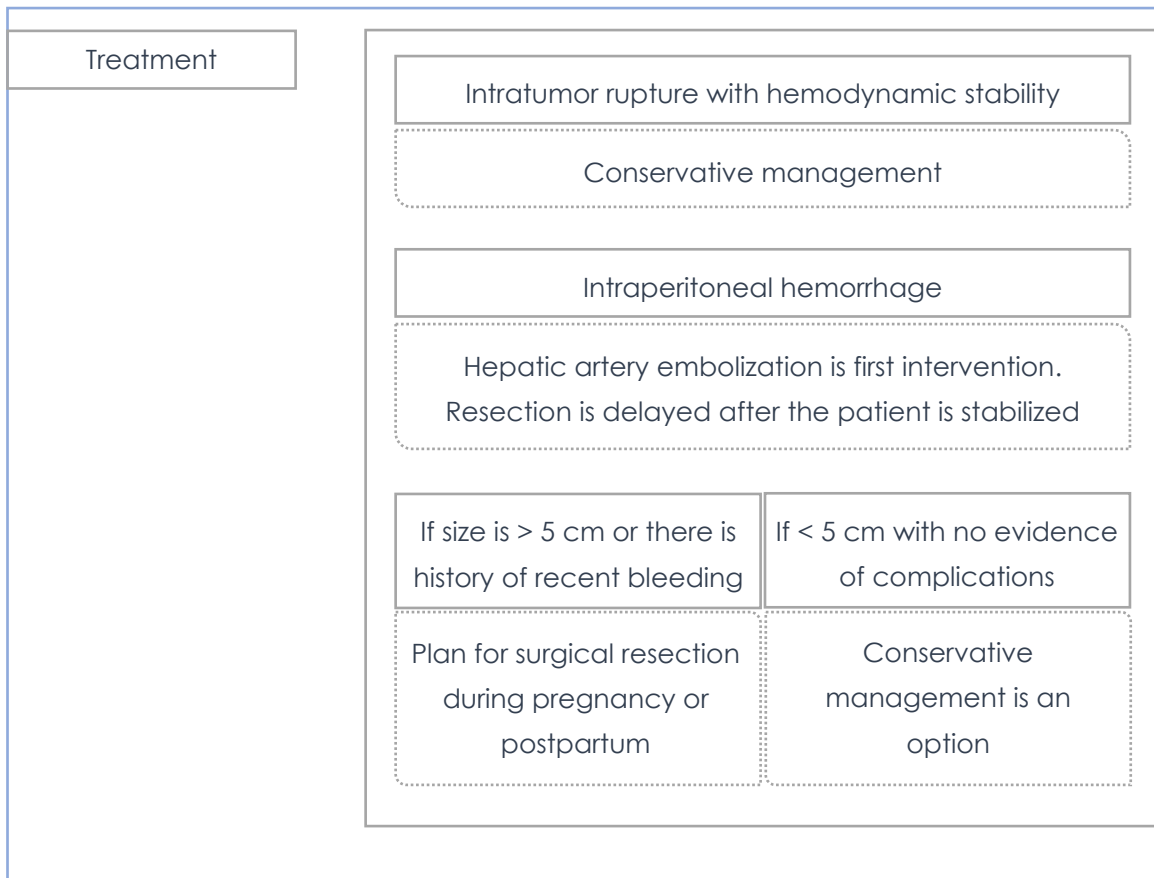 Treatment
Intratumor rupture with hemodynamic stability
Conservative management
Intraperitoneal hemorrhage
Hepatic artery embolization is first intervention.
Resection is delayed after the patient is stabilized
If size is > 5 cm or there is
history of recent bleeding
If < 5 cm with no evidence
of complications
Plan for surgical resection
during pregnancy or
postpartum
Conservative
management is an
option